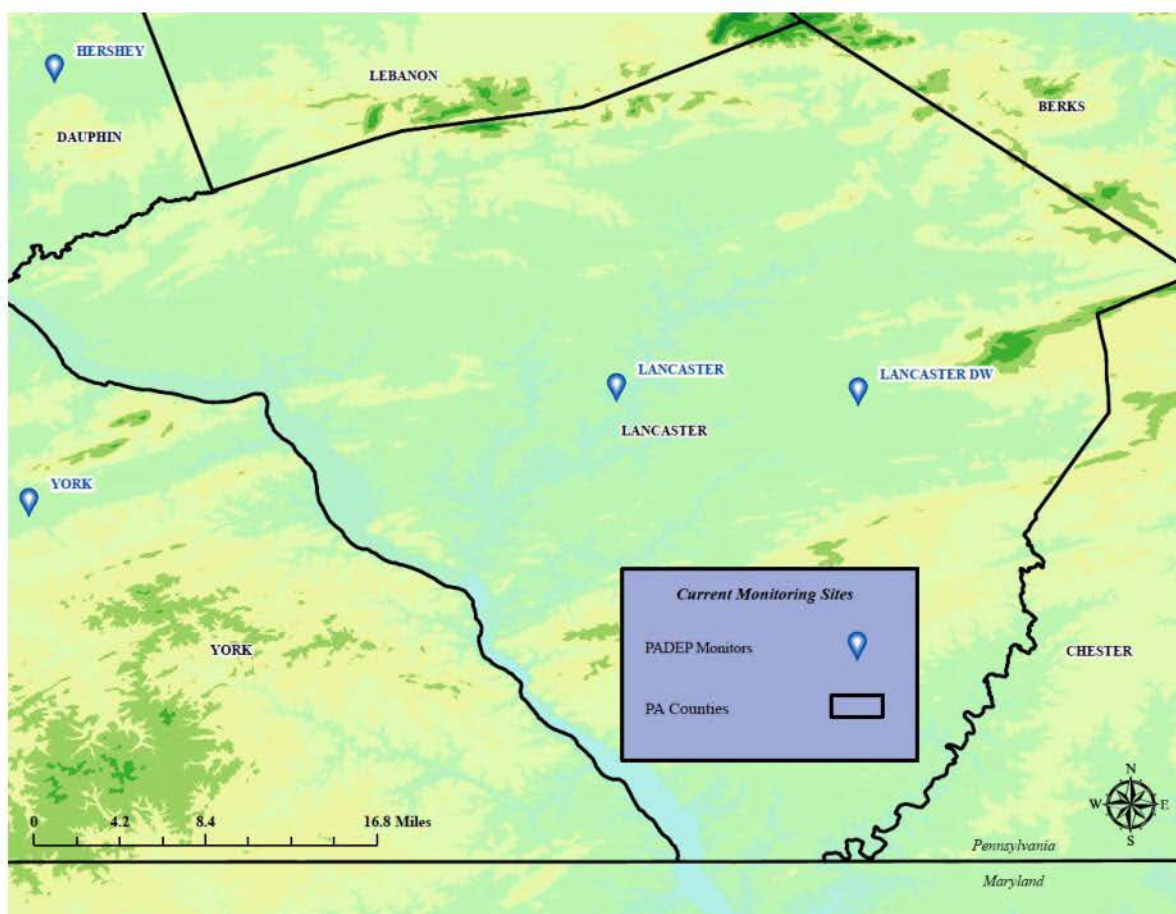 HERSHEY
LEBANON
DAUPHIN
BERKS
LANCASTER
LANCASTER DW
LANCASTER
YORK
Current Monitoring Sites
PADEP Monitors
PA Counties
YORK
CHESTER
0 4.2 8.4 16.8 Miles
N
W E
S
Pennsylvania
Maryland